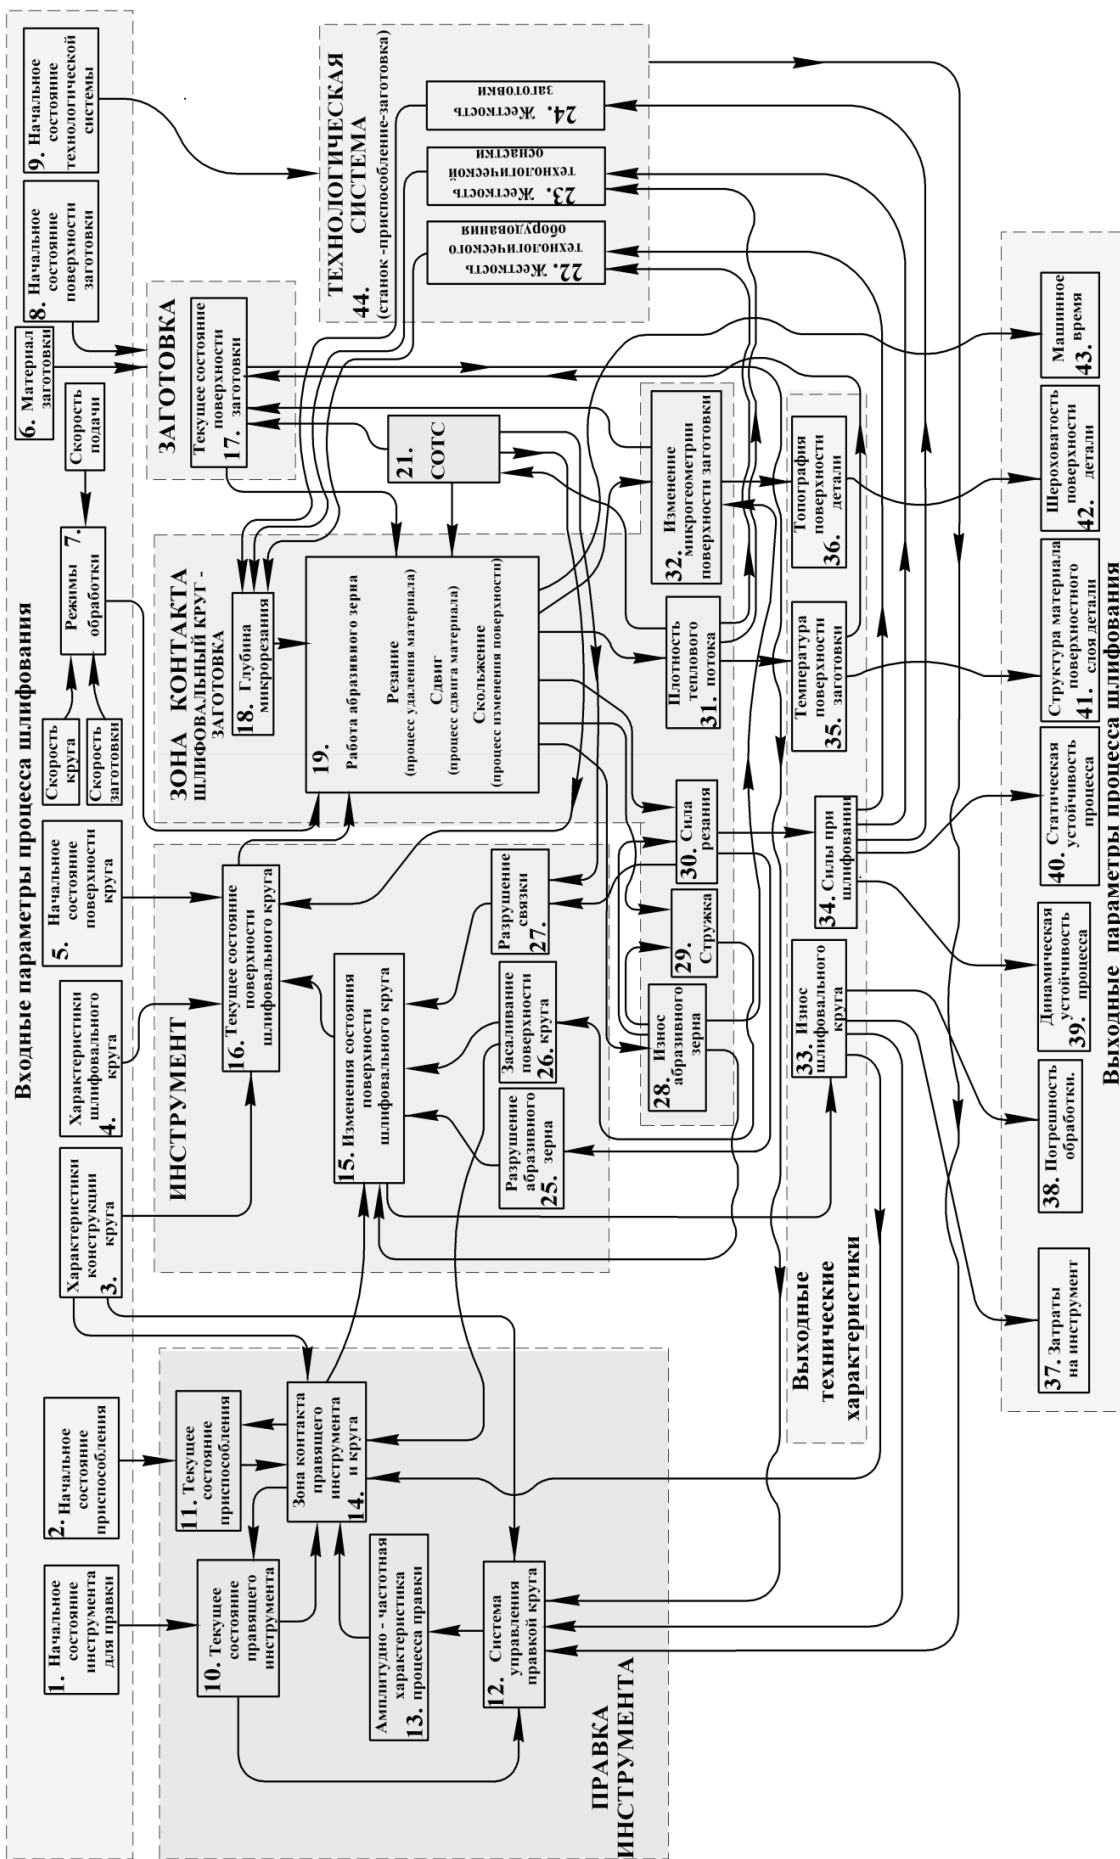 Входные параметры процесса шлифования
1. Начальное
состояние
инструмента
для правки
2. Начальное
состояние
приспособления
Характеристики
конструкции
3. круга
Характеристики
шлифовального
4. круга
5. Начальное
состояние
поверхности
круга
Скорость
круга
Скорость
заготовки
Режимы 7.
обработки
Скорость
подачи
6. Материал
заготовки
8. Начальное
состояние
поверхности
заготовки
9. Начальное
состояние
технологической
системы
ПРАВКА
ИНСТРУМЕНТА
10. Текущее
состояние
правящего
инструмента
11. Текущее
состояние
приспособления
Зона контакта
правящего
инструмента
и круга
14.
Амплитудно - частотная
характеристика
13. процесса правки
12. Система
управления
правкой круга
ИНСТРУМЕНТ
16. Текущее состояние
поверхности
шлифовального круга
15. Изменения состояния
поверхности
шлифовального круга
Разрушение
абразивного
25. зерна
Засаливание
поверхности
26. круга
Разрушение
связки
27.
ЗОНА КОНТАКТА
ШЛИФОВАЛЬНЫЙ КРУГ -
ЗАГОТОВКА
18. Глубина
микрорезания
19.
Работа абразивного зерна
Резание
(процесс удаления материала)
Сдвиг
(процесс сдвига материала)
Скольжение
(процесс изменения поверхности)
28. Износ
абразивного
зерна
29.
Стружка
30. Сила
резания
Плотность
теплового
31. потока
32. Изменение
микрогеометрии
поверхности заготовки
ЗАГОТОВКА
Текущее состояние
поверхности
17. заготовки
21.
СОТС
ТЕХНОЛОГИЧЕСКАЯ
СИСТЕМА
44.
(станок -приспособление-заготовка)
22. Жесткость
технологического
оборудования
23. Жесткость
технологической
оснастки
24. Жесткость
заготовки
Выходные
технические
характеристики
33. Износ
шлифовального
круга
34. Силы при
шлифовании
Температура
поверхности
35. заготовки
Топография
поверхности
36. детали
37. Затраты
на инструмент
38. Погрешность
обработки.
Динамическая
устойчивость
39. процесса
40. Статическая
устойчивость
процесса
Структура материала
поверхностного
41. слоя детали
Шероховатость
поверхности
42. детали
Машинное
43. время
Выходные параметры процесса шлифования